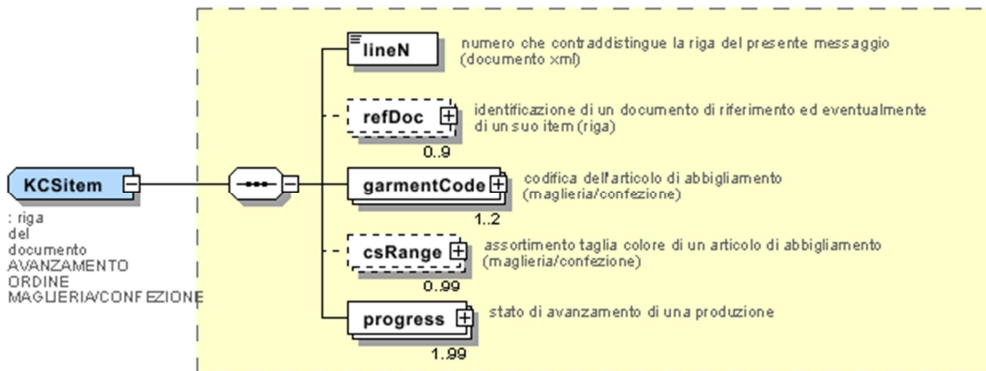 lineN
numero che contraddistingue la riga del presente messaggio
(documento xml)
refDoc
identificazione di un documento di riferimento ed eventualmente
di un suo item (riga)
0..9
KCSitem
garmentCode
codifica dell'articolo di abbigliamento
(maglieria/confezione)
1..2
: riga
del
documento
AVANZAMENTO
ORDINE
MAGLIERIA/CONFEZIONE
csRange
assortimento taglia colore di un articolo di abbigliamento
(maglieria/confezione)
0..99
progress
stato di avanzamento di una produzione
1..99